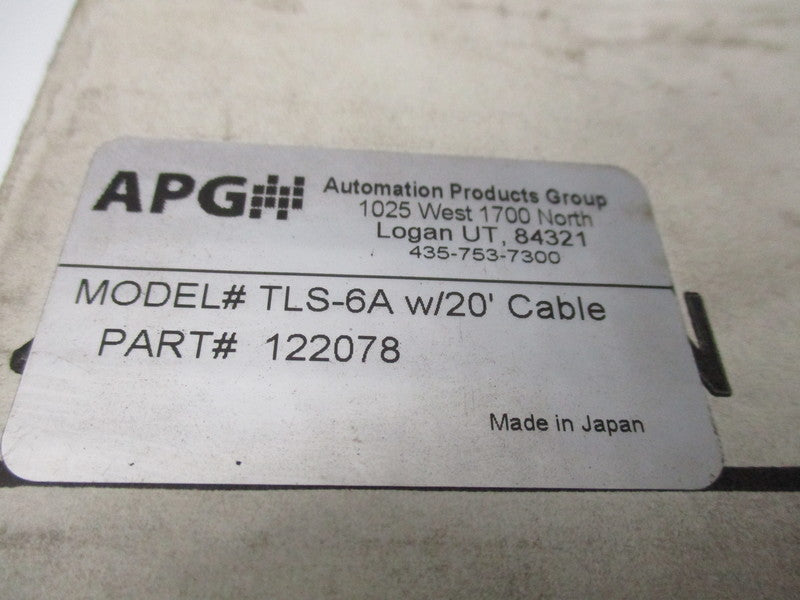 APG
Automation Products Group
1025 West 1700 North
Logan UT, 84321
435-753-7300
MODEL# TLS-6A w/20' Cable
PART# 122078
Made in Japan